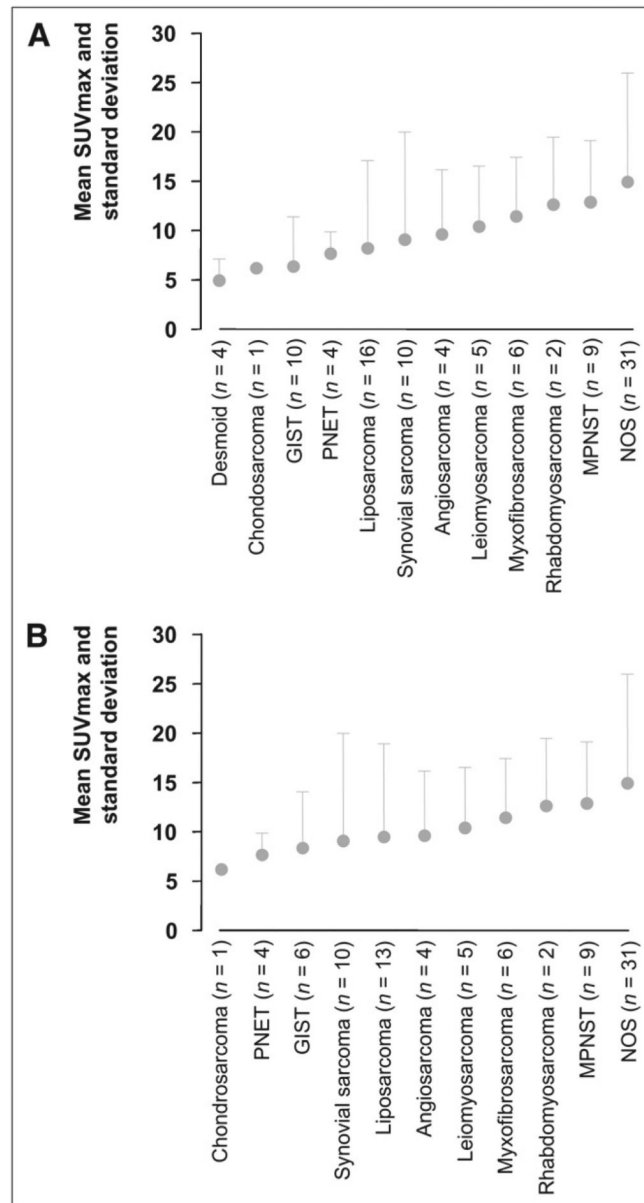 A
Mean SUVmax and
standard deviation
30
25
20
15
10
5
0
Desmoid (n = 4)
Chondosarcoma (n = 1)
GIST (n = 10)
PNET (n = 4)
Liposarcoma (n = 16)
Synovial sarcoma (n = 10)
Angiosarcoma (n = 4)
Leiomyosarcoma (n = 5)
Myxofibrosarcoma (n = 6)
Rhabdomyosarcoma (n = 2)
MPNST (n = 9)
NOS (n = 31)
B
Mean SUVmax and
standard deviation
30
25
20
15
10
5
0
Chondrosarcoma (n = 1)
PNET (n = 4)
GIST (n = 6)
Synovial sarcoma (n = 10)
Liposarcoma (n = 13)
Angiosarcoma (n = 4)
Leiomyosarcoma (n = 5)
Myxofibrosarcoma (n = 6)
Rhabdomyosarcoma (n = 2)
MPNST (n = 9)
NOS (n = 31)